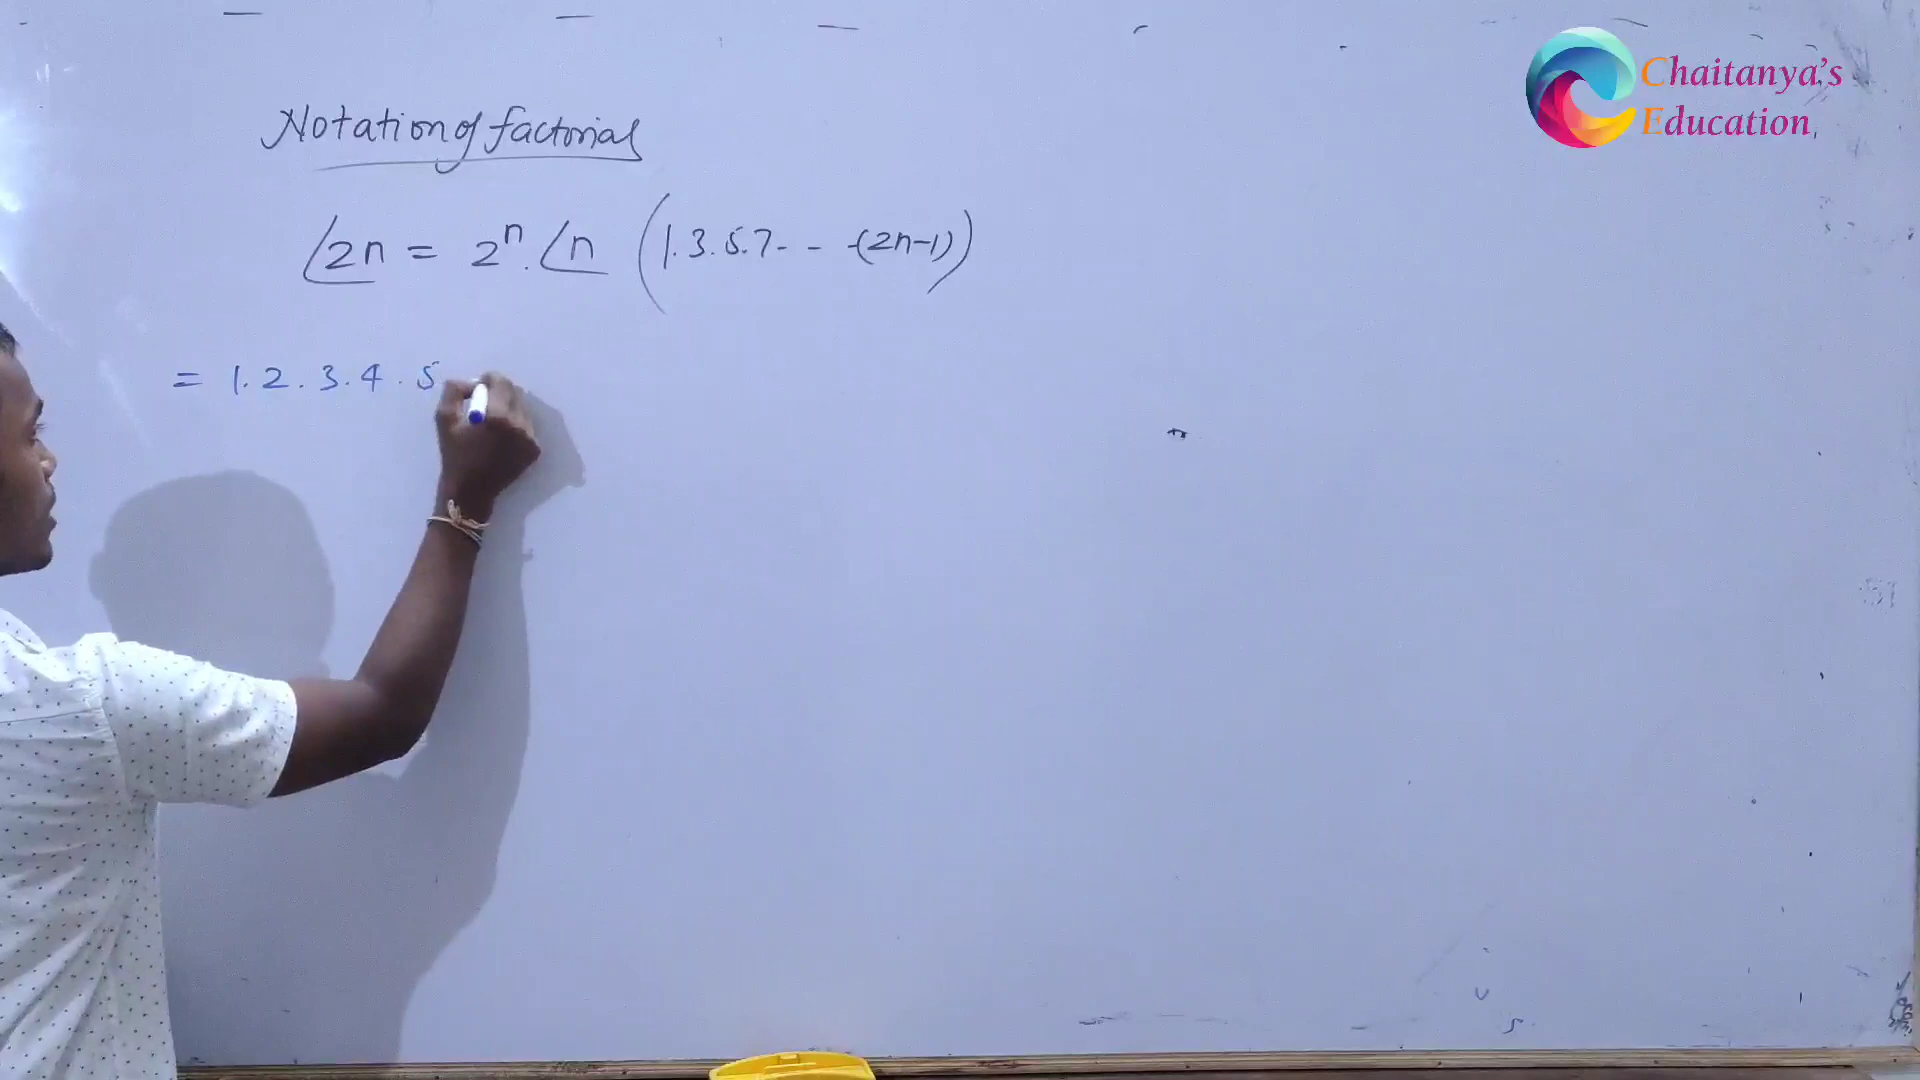 Chaitanya's
Education
Notation of factorial
∠2n = 2ⁿ. ∠n (1.3.5.7- - -(2n-1))
= 1.2.3.4.5